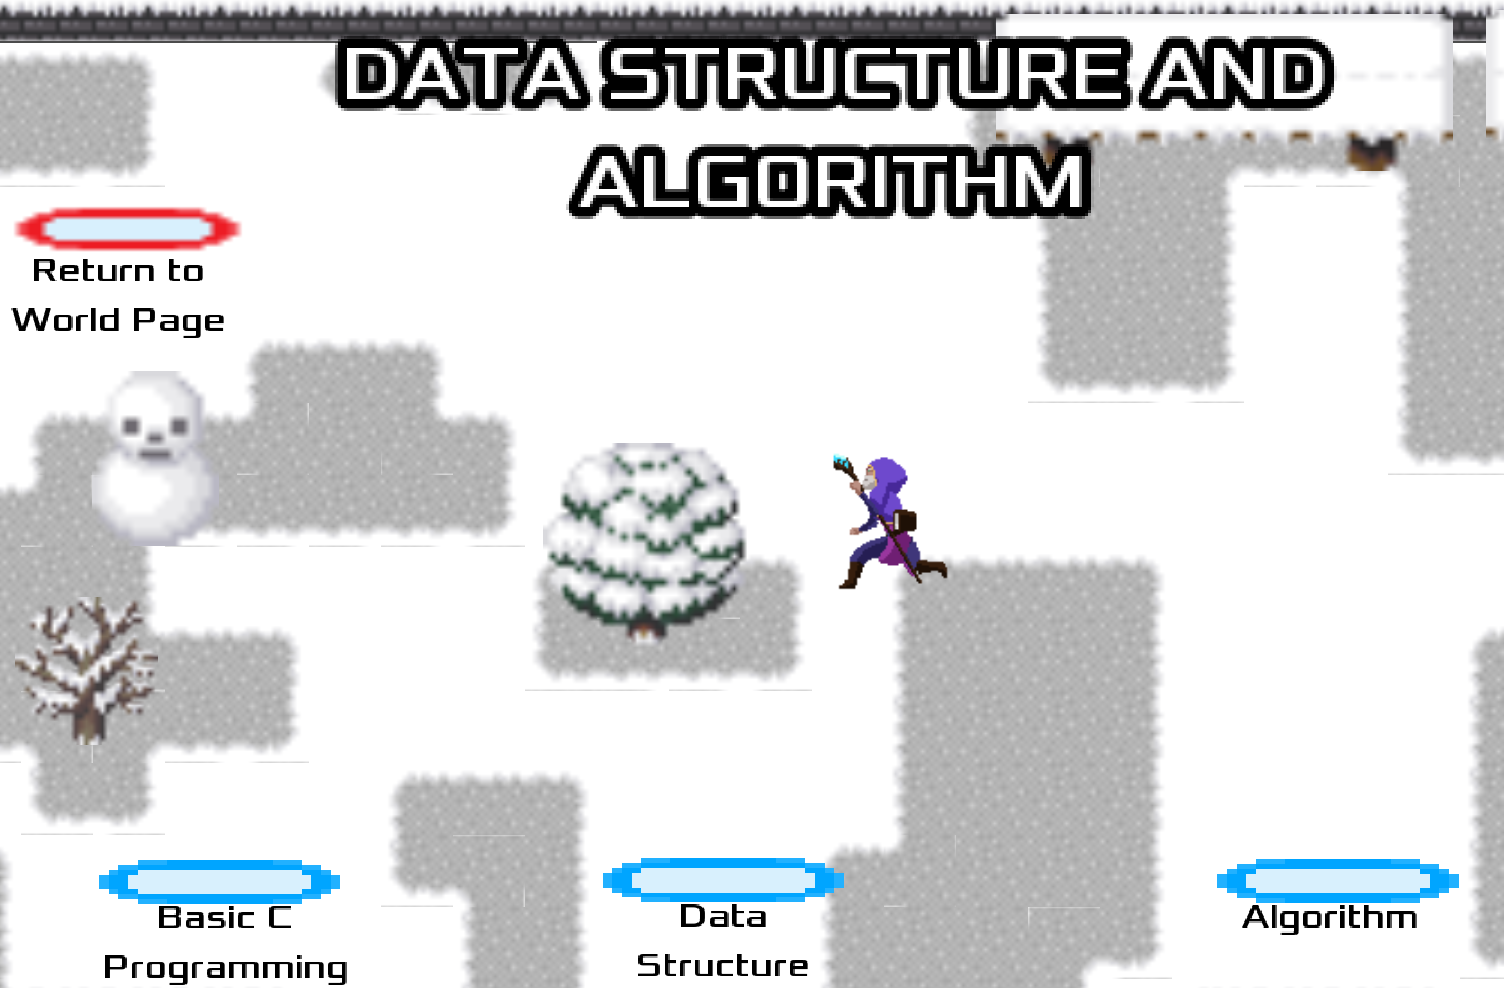 DATA STRUCTURE AND
ALGORITHM
Return to
World Page
Basic C
Programming
Data
Structure
Algorithm